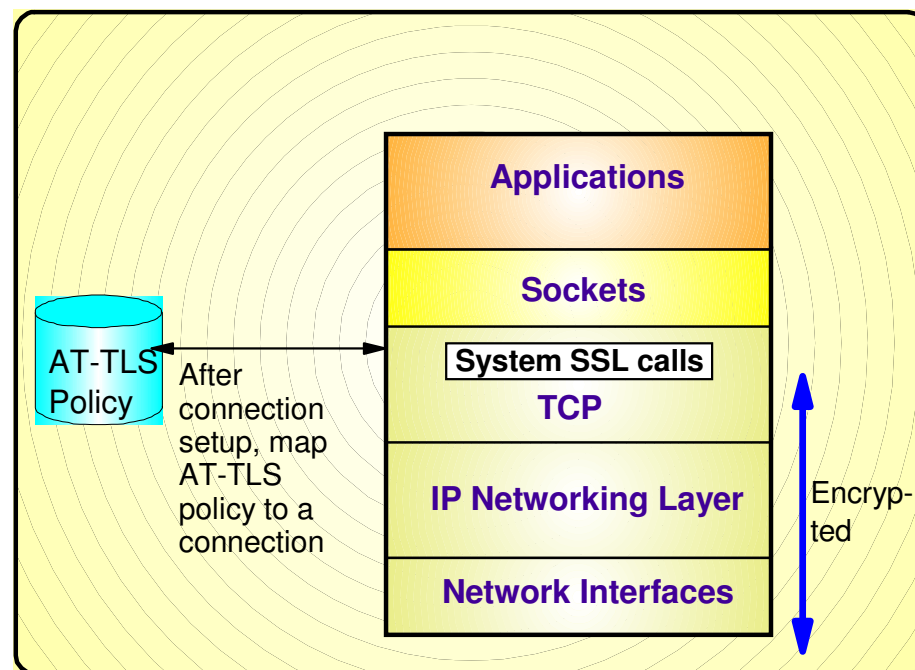 Applications
Sockets
System SSL calls
TCP
IP Networking Layer
Network Interfaces
AT-TLS
Policy
After
connection
setup, map
AT-TLS
policy to a
connection
Encryp-
ted